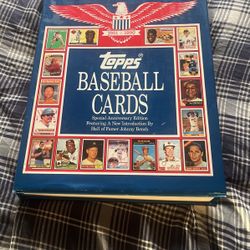 Topps
BASEBALL
CARDS
Special Anniversary Edition
Featuring A New Introduction By
Hall of Famer Johnny Bench